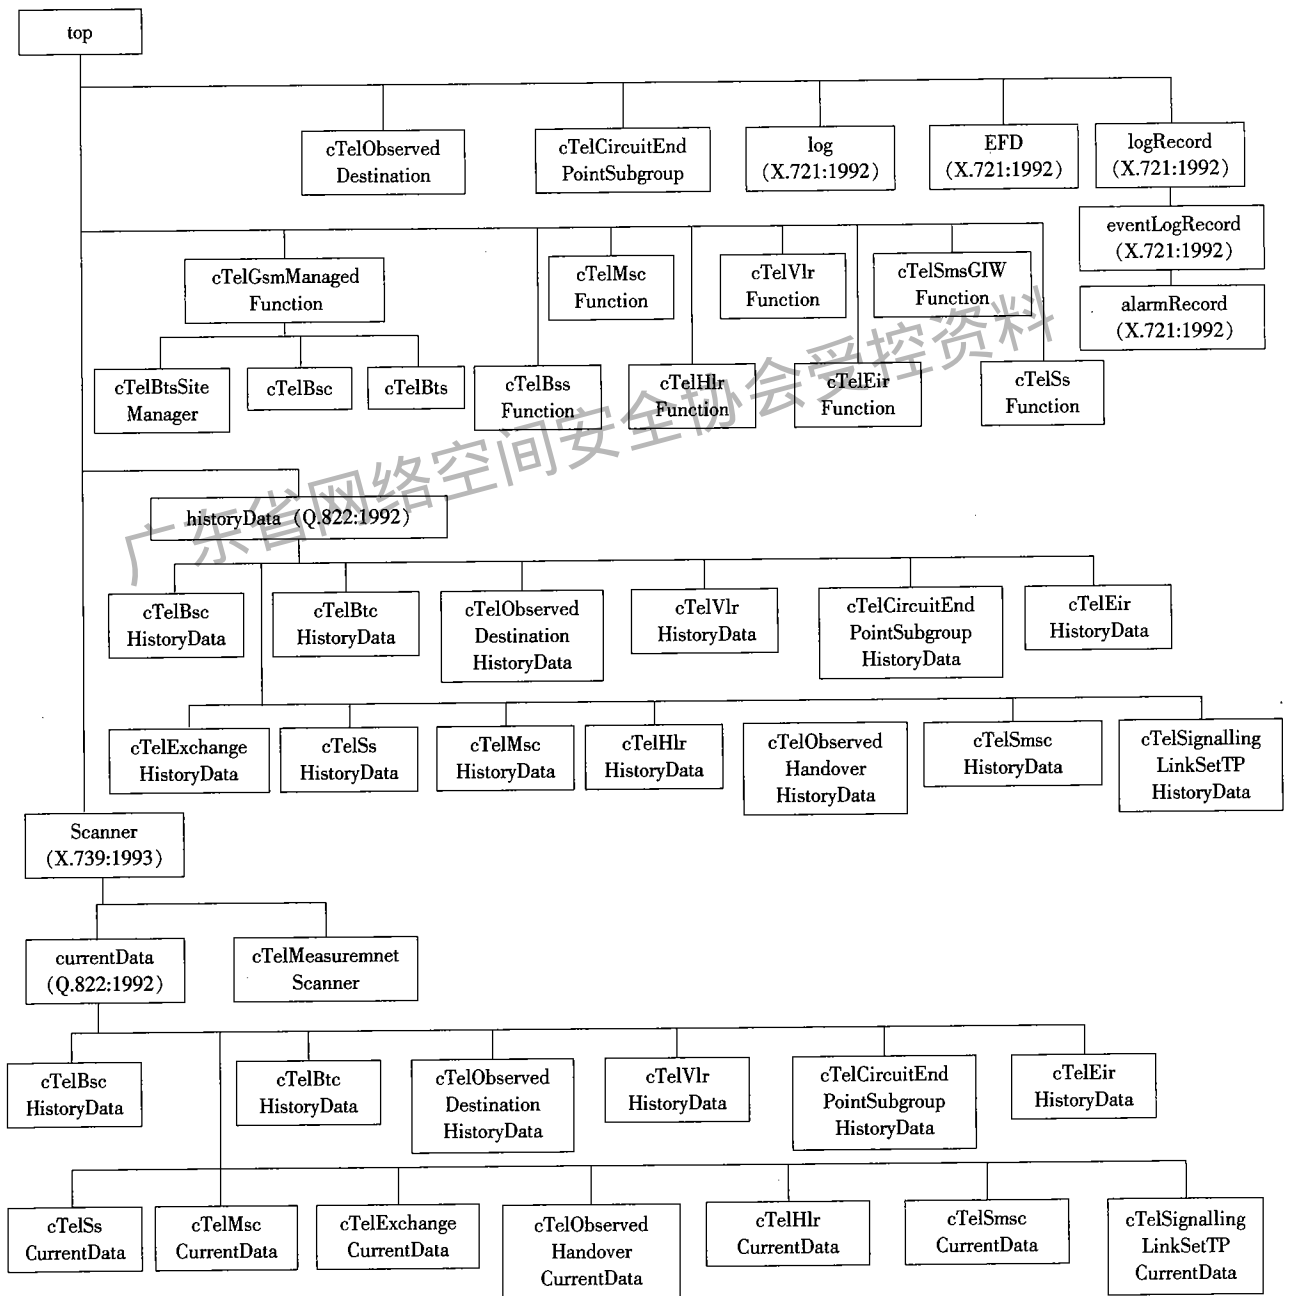 top
cTelObserved
Destination
cTelCircuitEnd
PointSubgroup
log
(X.721:1992)
EFD
(X.721:1992)
logRecord
(X.721:1992)
eventLogRecord
(X.721:1992)
alarmRecord
(X.721:1992)
cTelGsmManaged
Function
cTelMsc
Function
cTelVlr
Function
cTelSmsGIW
Function
cTelBtsSite
Manager
cTelBsc
cTelBts
cTelBss
Function
cTelHlr
Function
cTelEir
Function
cTelSs
Function
广东省网络空间安全协会受控资料
historyData (Q.822:1992)
cTelBsc
HistoryData
cTelBtc
HistoryData
cTelObserved
Destination
HistoryData
cTelVlr
HistoryData
cTelCircuitEnd
PointSubgroup
HistoryData
cTelEir
HistoryData
cTelExchange
HistoryData
cTelSs
HistoryData
cTelMsc
HistoryData
cTelHlr
HistoryData
cTelObserved
Handover
HistoryData
cTelSmsc
HistoryData
cTelSignalling
LinkSetTP
HistoryData
Scanner
(X.739:1993)
currentData
(Q.822:1992)
cTelMeasuremnet
Scanner
cTelBsc
HistoryData
cTelBtc
HistoryData
cTelObserved
Destination
HistoryData
cTelVlr
HistoryData
cTelCircuitEnd
PointSubgroup
HistoryData
cTelEir
HistoryData
cTelSs
CurrentData
cTelMsc
CurrentData
cTelExchange
CurrentData
cTelObserved
Handover
CurrentData
cTelHlr
CurrentData
cTelSmsc
CurrentData
cTelSignalling
LinkSetTP
CurrentData